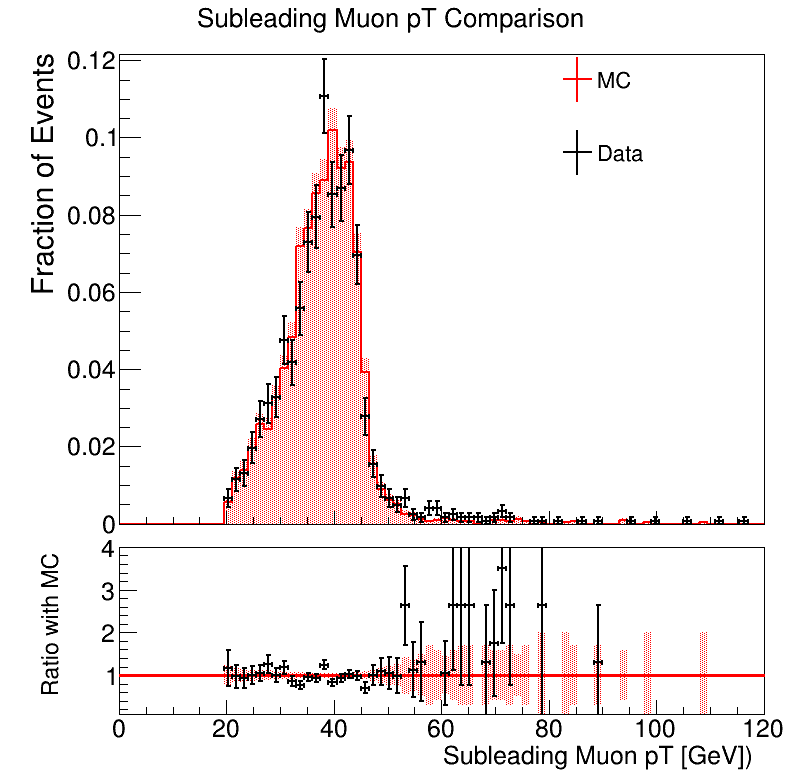 Subleading Muon pT Comparison
Fraction of Events
0.12
0.1
0.08
0.06
0.04
0.02
0
MC
Data
Ratio with MC
4
3
2
1
0 20 40 60 80 100 120
Subleading Muon pT [GeV])